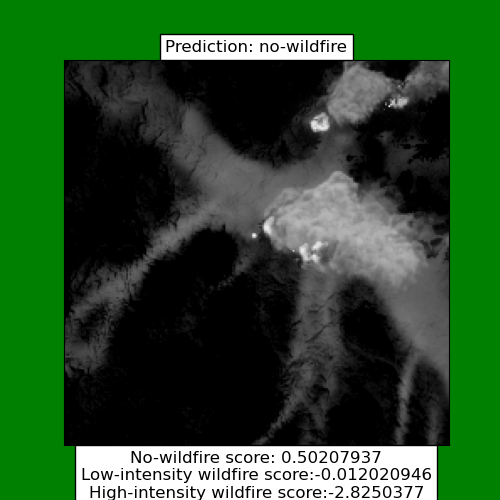 Prediction: no-wildfire
No-wildfire score: 0.50207937
Low-intensity wildfire score:-0.012020946
High-intensity wildfire score:-2.8250377